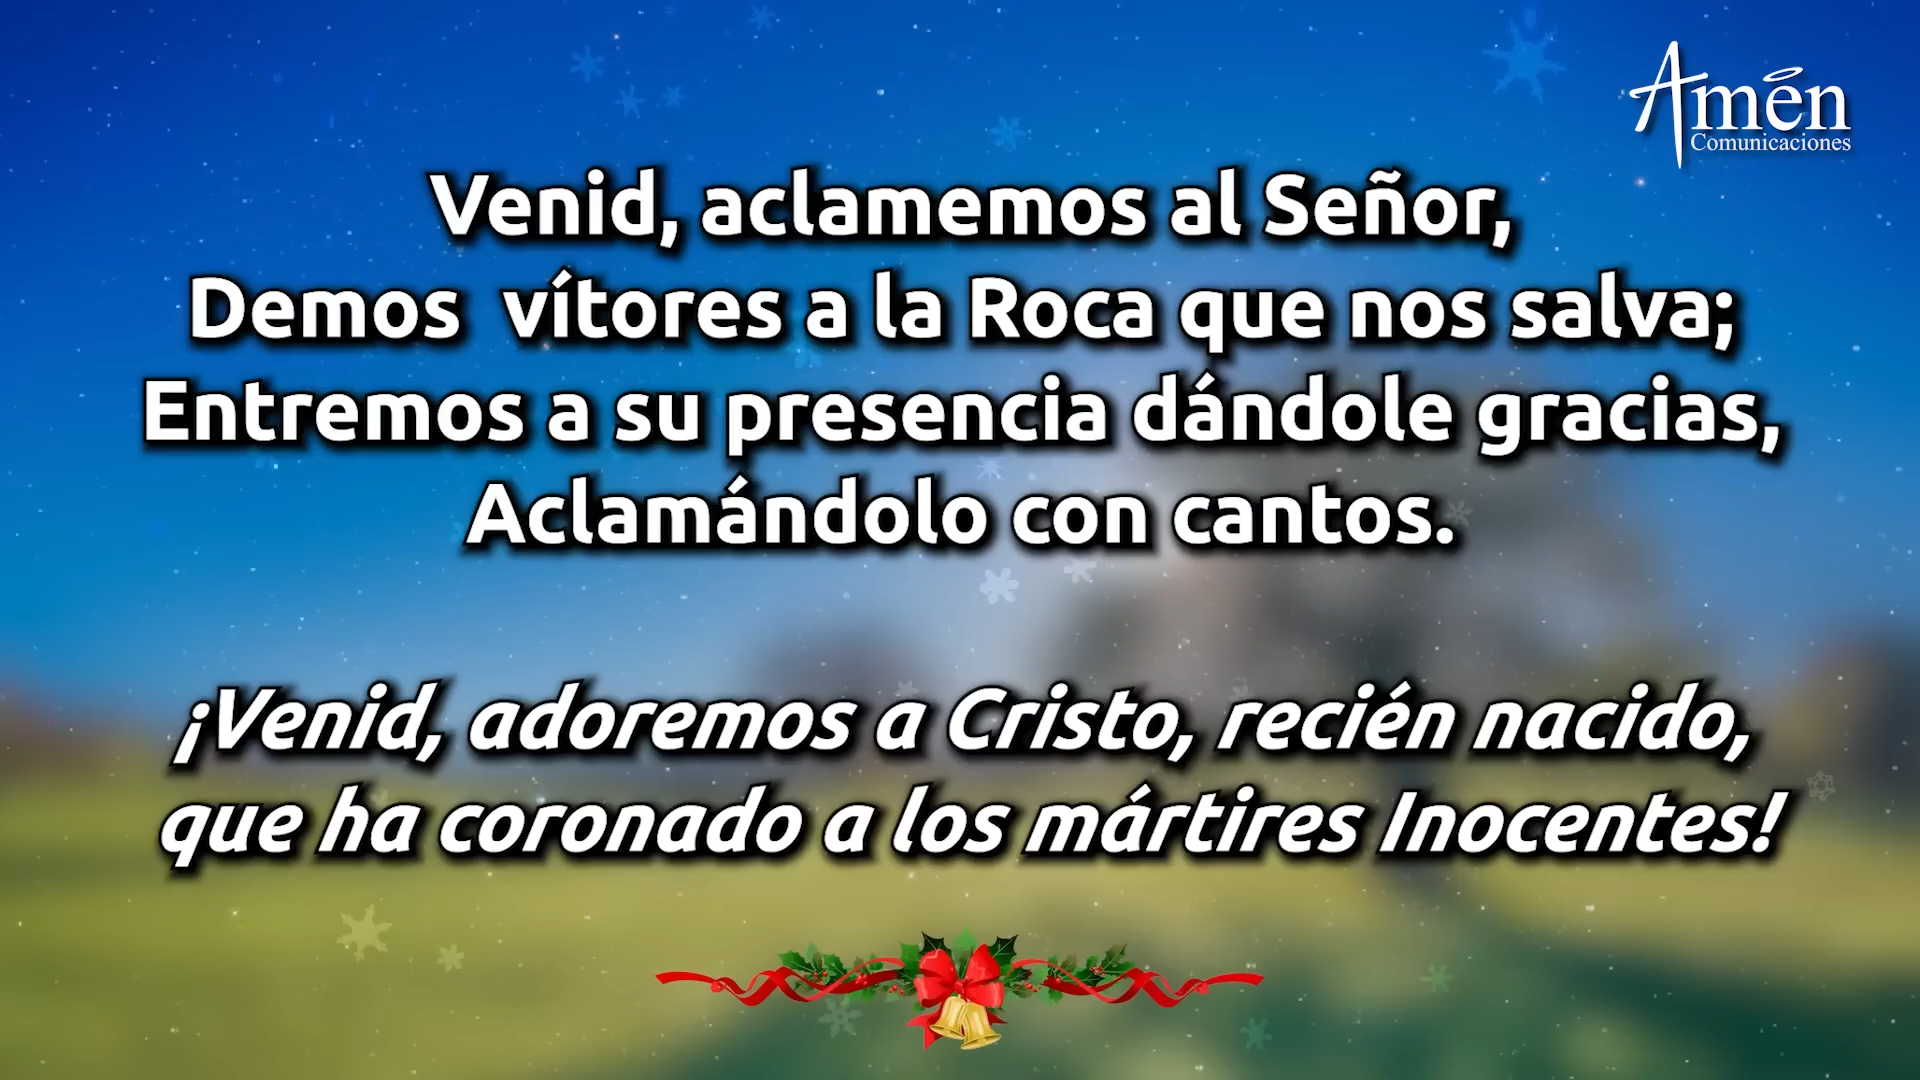 Amén
Comunicaciones
Venid, aclamemos al Señor,
Demos  vítores a la Roca que nos salva;
Entremos a su presencia dándole gracias,
Aclamándolo con cantos.
¡Venid, adoremos a Cristo, recién nacido,
que ha coronado a los mártires Inocentes!